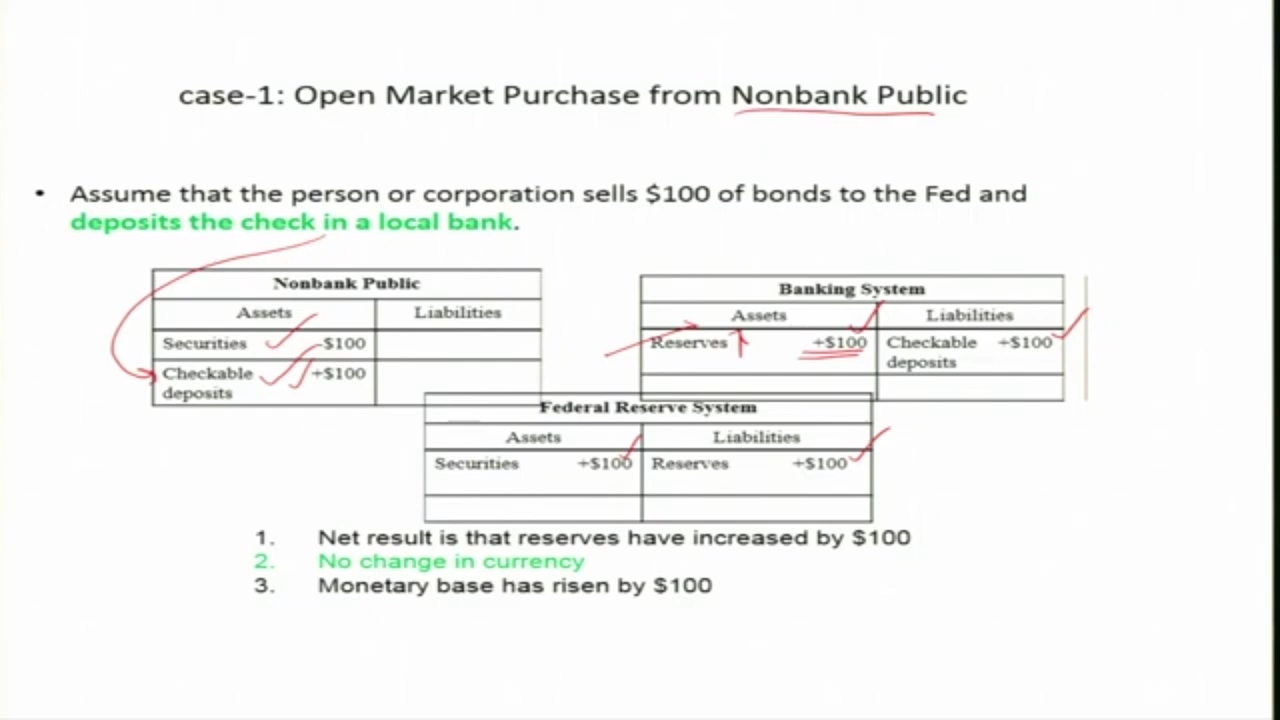 case-1: Open Market Purchase from Nonbank Public
• Assume that the person or corporation sells $100 of bonds to the Fed and
deposits the check in a local bank.
Nonbank Public
Assets Liabilities
Securities -$100
Checkable +$100
deposits
Banking System
Assets Liabilities
Reserves +$100 Checkable +$100
deposits
Federal Reserve System
Assets Liabilities
Securities +$100 Reserves +$100
1. Net result is that reserves have increased by $100
2. No change in currency
3. Monetary base has risen by $100